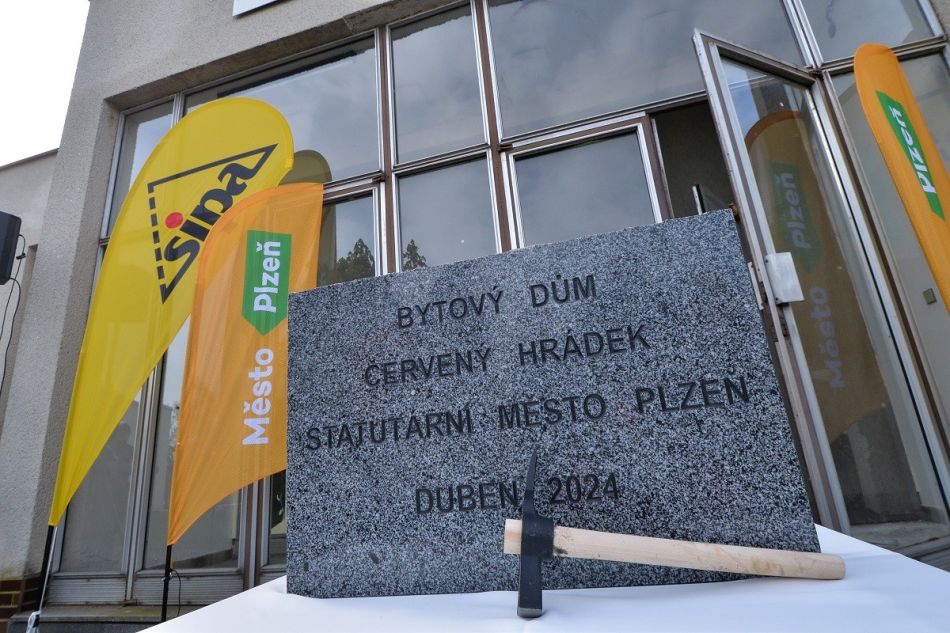 sipa
Město Plzeň
BYTOVÝ DŮM
ČERVENÝ HRÁDEK
STATUTÁRNÍ MĚSTO PLZEŇ
DUBEN 2024
Plzeň
Město Plzeň